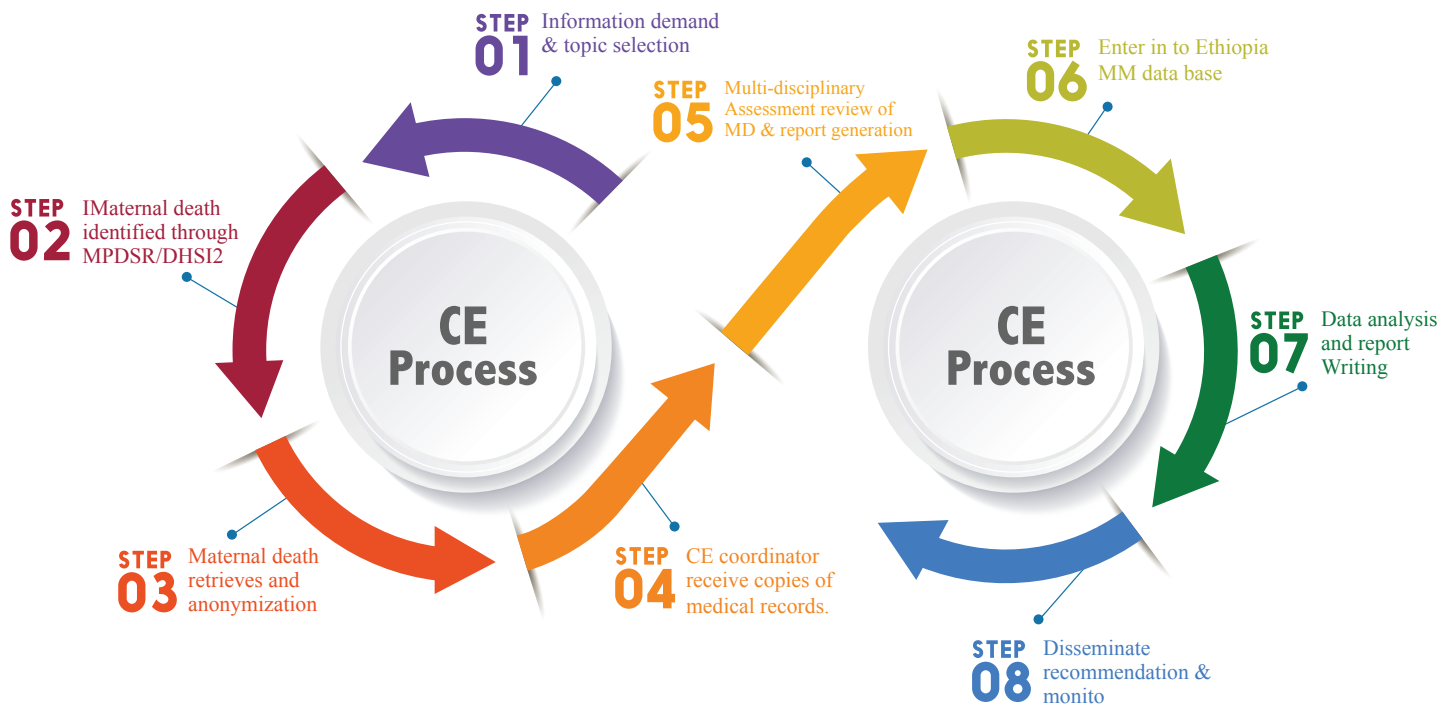 STEP
01
Information demand
& topic selection
STEP
02
IMaternal death
identified through
MPDSR/DHSI2
STEP
03
Maternal death
retrieves and
anonymization
STEP
04
CE coordinator
receive copies of
medical records.
STEP
05
Multi-disciplinary
Assessment review of
MD & report generation
STEP
06
Enter in to Ethiopia
MM data base
STEP
07
Data analysis
and report
Writing
STEP
08
Disseminate
recommendation &
monito
CE
Process
CE
Process